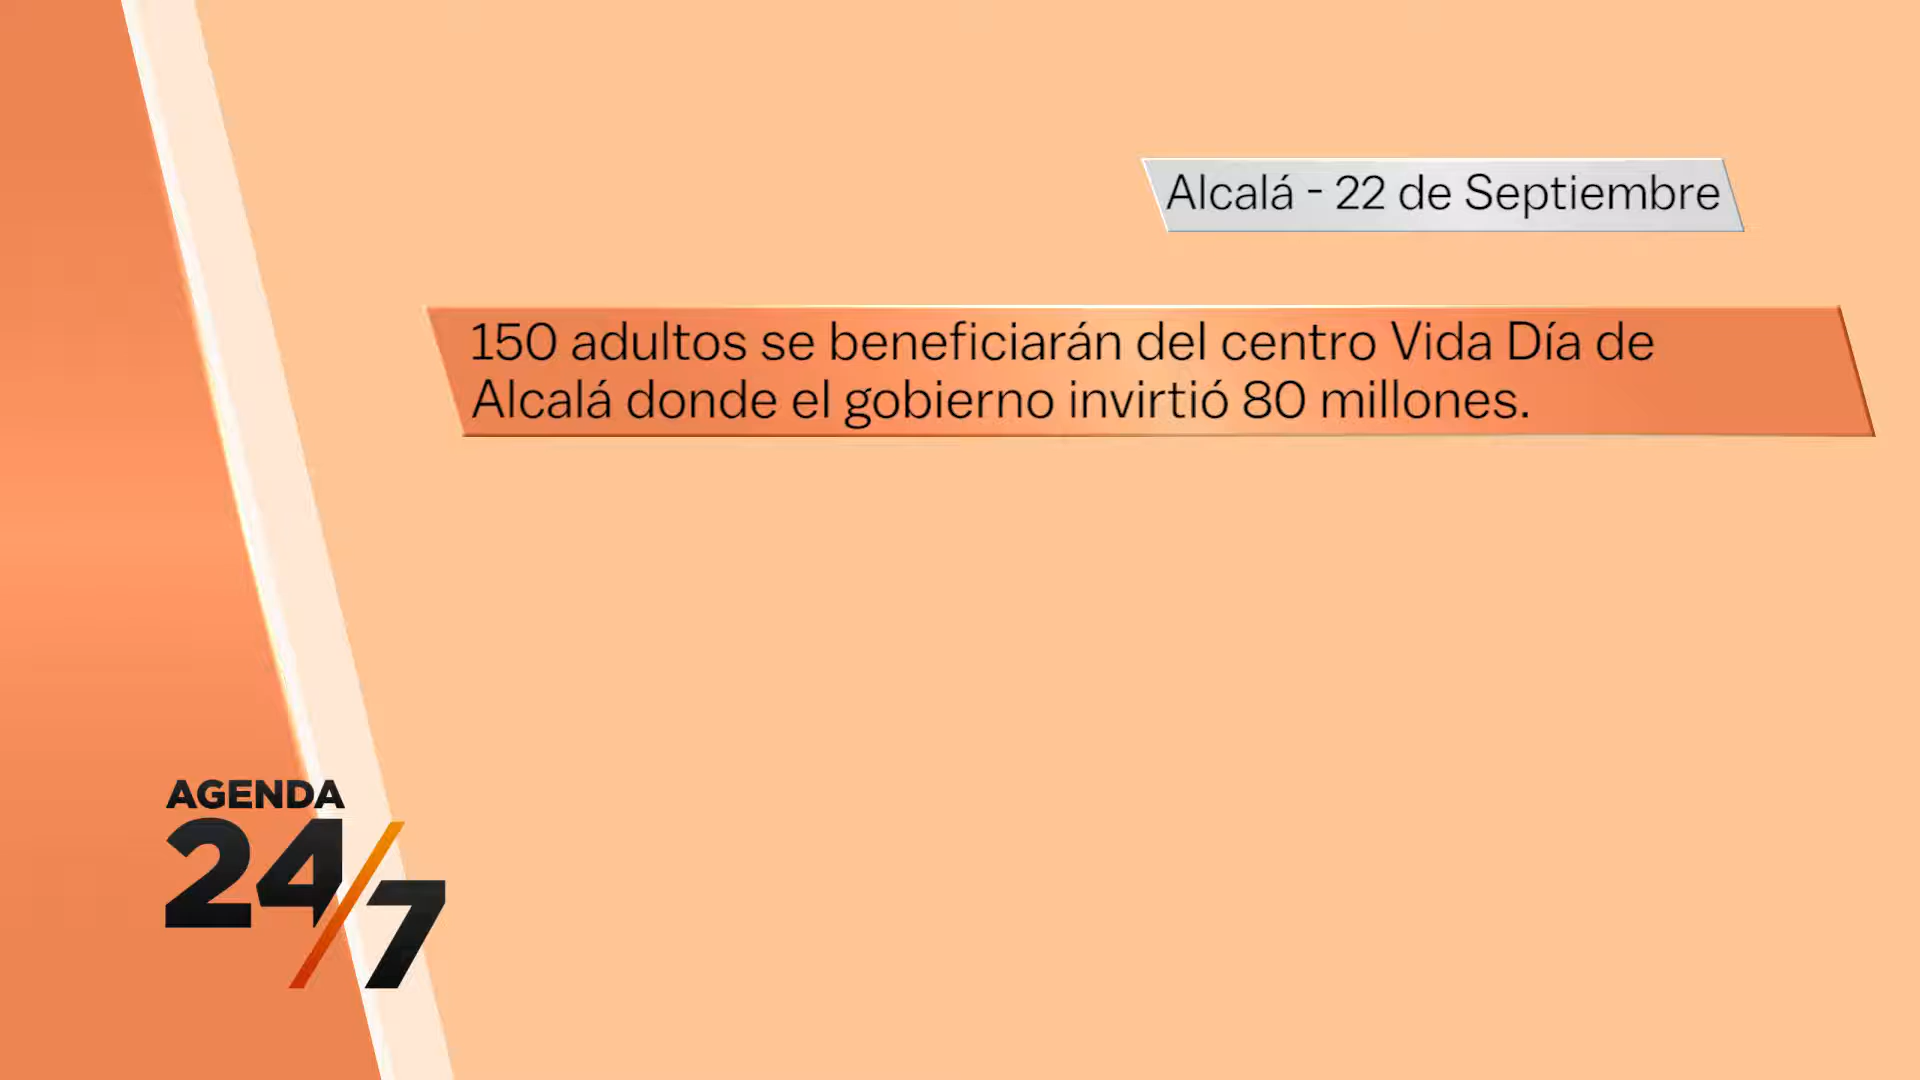 Alcalá - 22 de Septiembre
150 adultos se beneficiarán del centro Vida Día de
Alcalá donde el gobierno invirtió 80 millones.
AGENDA
24/7